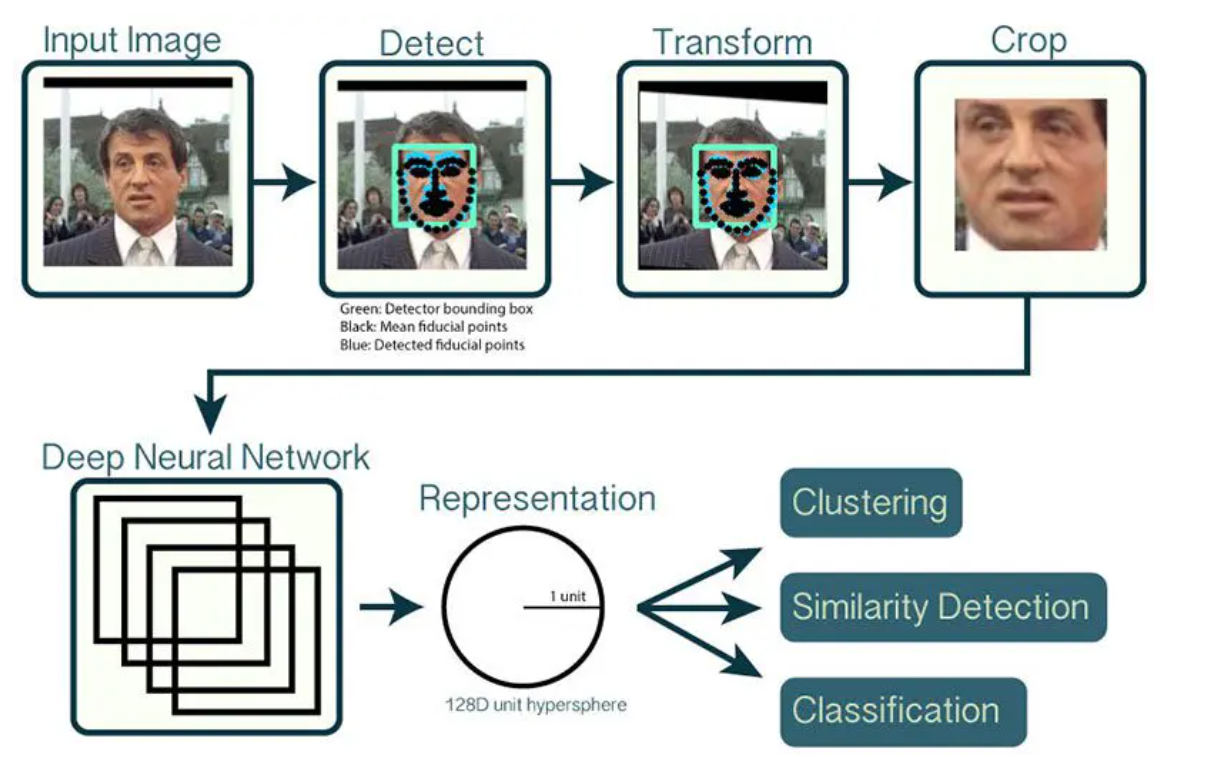 Input Image
Detect
Transform
Crop
Green: Detector bounding box
Black: Mean fiducial points
Blue: Detected fiducial points
Deep Neural Network
Representation
1 unit
128D unit hypersphere
Clustering
Similarity Detection
Classification